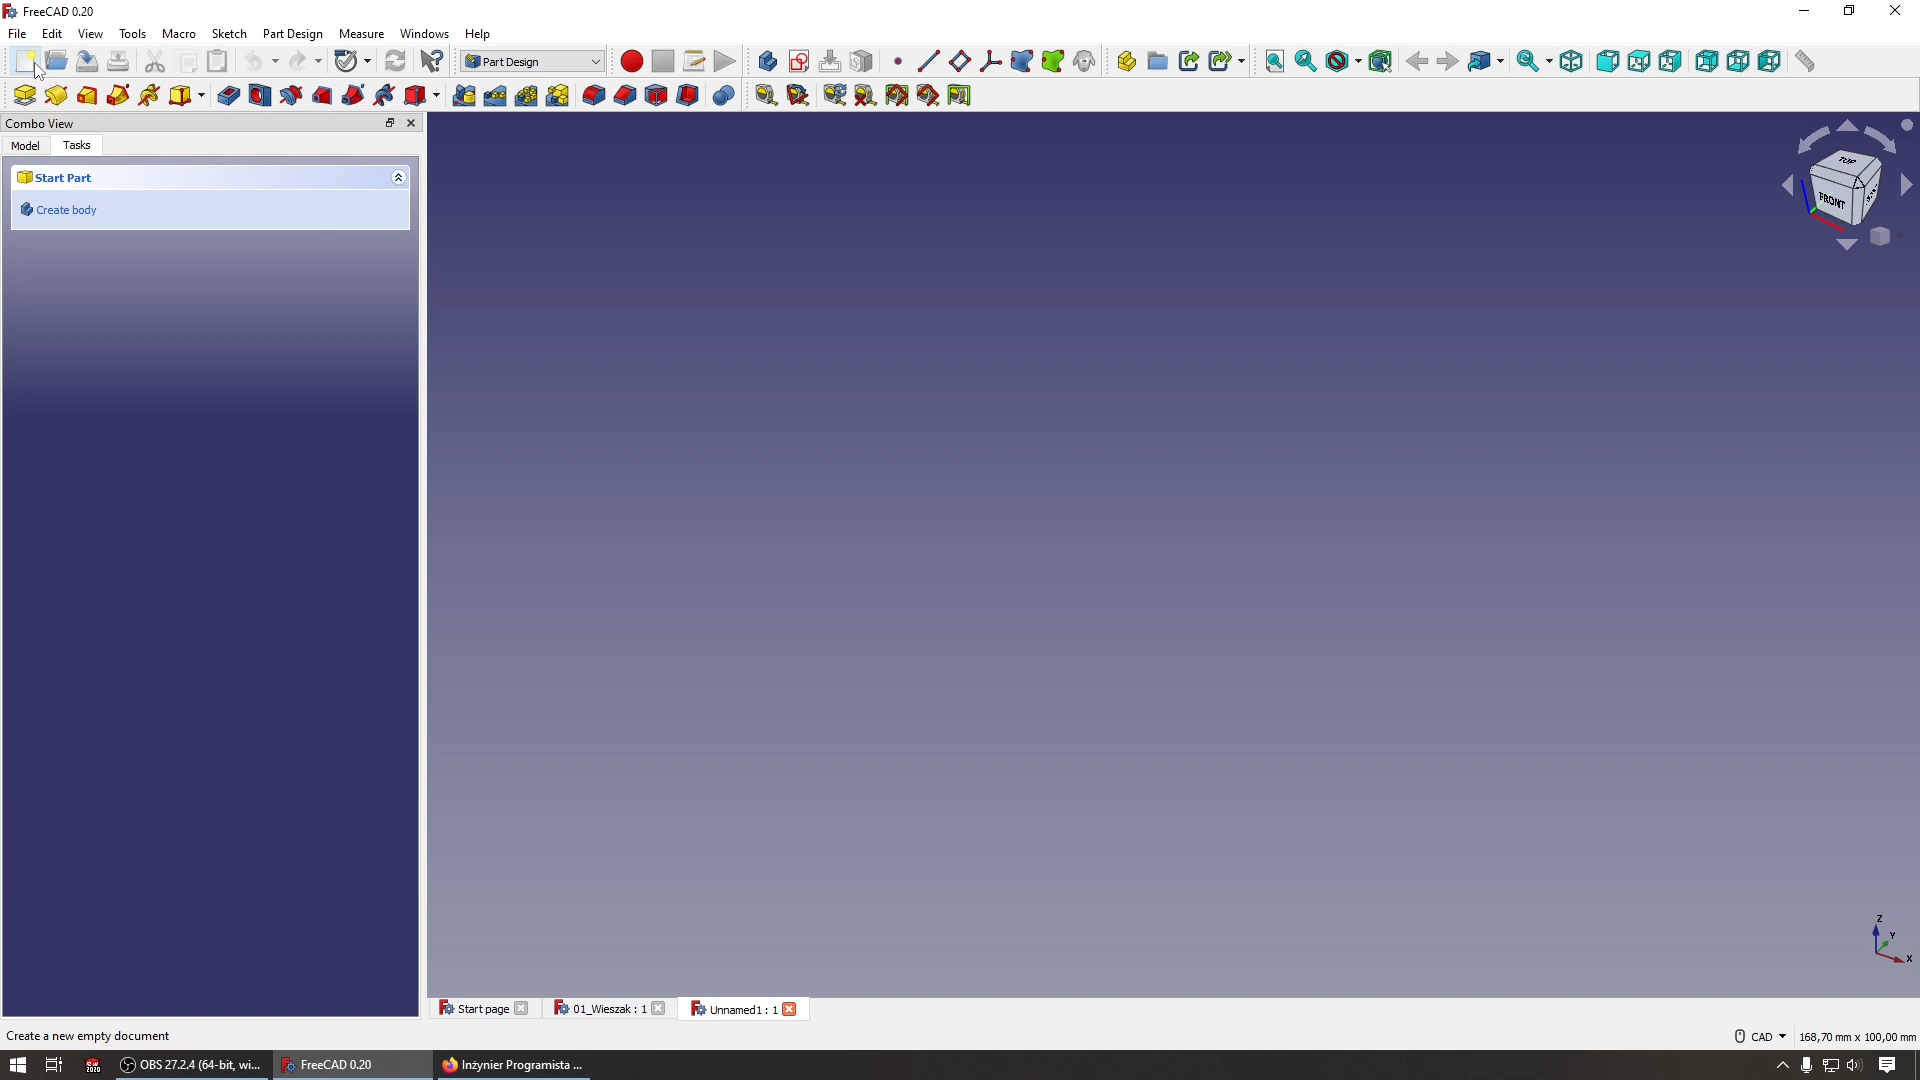 FreeCAD 0.20
File Edit View Tools Macro Sketch Part Design Measure Windows Help
Part Design
Combo View
Model Tasks
Start Part
Create body
TOP
FRONT
Z
Y
X
Start page 01_Wieszak : 1 Unnamed1 : 1
Create a new empty document
CAD 168,70 mm x 100,00 mm
OBS 27.2.4 (64-bit, wi... FreeCAD 0.20 Inżynier Programista ...